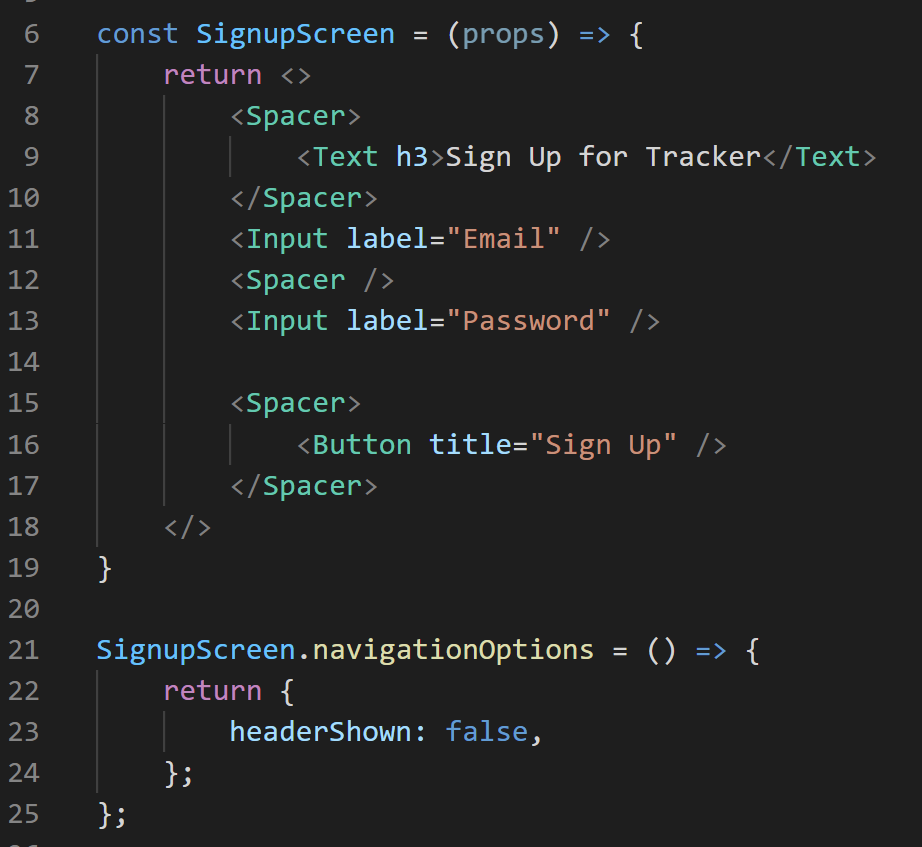 6 const SignupScreen = (props) => {
7 return <>
8 <Spacer>
9 <Text h3>Sign Up for Tracker</Text>
10 </Spacer>
11 <Input label="Email" />
12 <Spacer />
13 <Input label="Password" />
14
15 <Spacer>
16 <Button title="Sign Up" />
17 </Spacer>
18 </>
19 }
20
21 SignupScreen.navigationOptions = () => {
22 return {
23 headerShown: false,
24 };
25 };